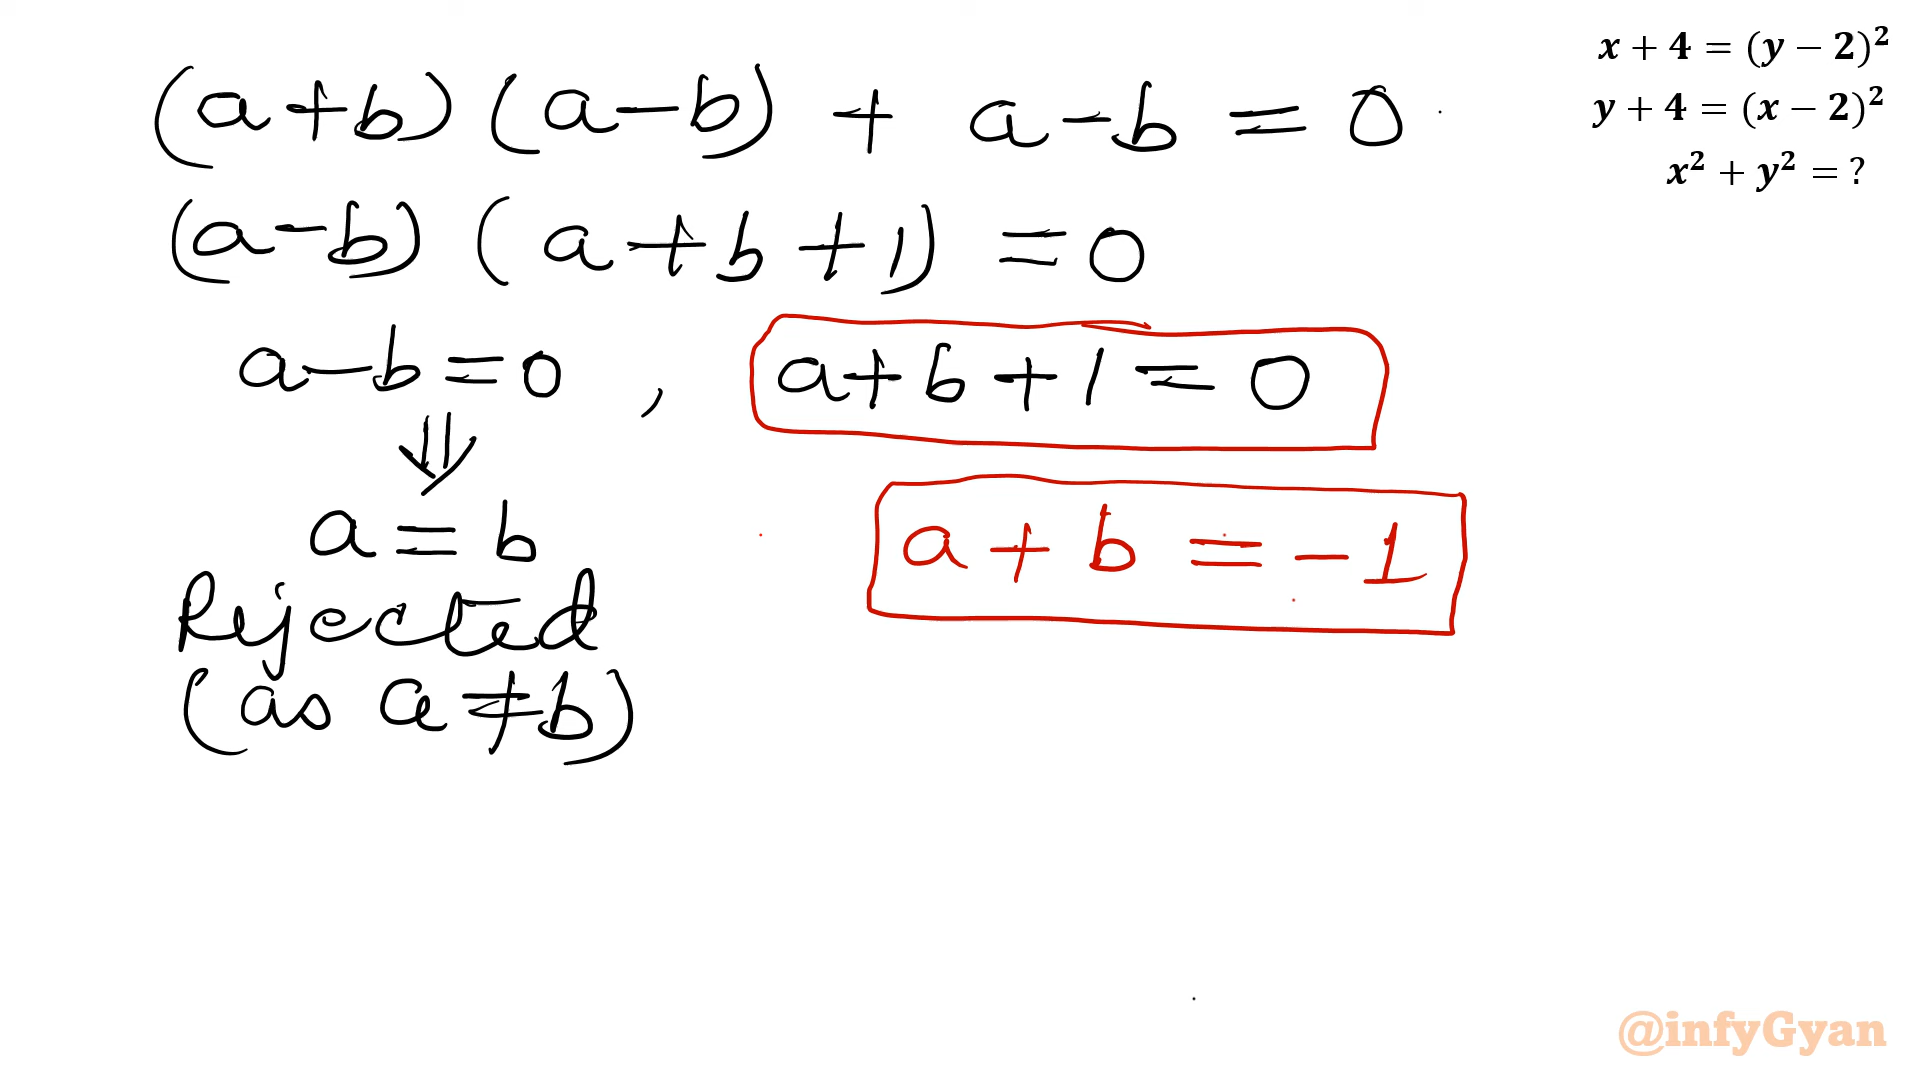 (a+b)(a-b) + a-b = 0
(a-b)(a+b+1) = 0
a-b=0 , a+b+1=0
⇓
a = b
a + b = -1
Rejected
(as a ≠ b)
x + 4 = (y − 2)²
y + 4 = (x − 2)²
x² + y² = ?
@infyGyan